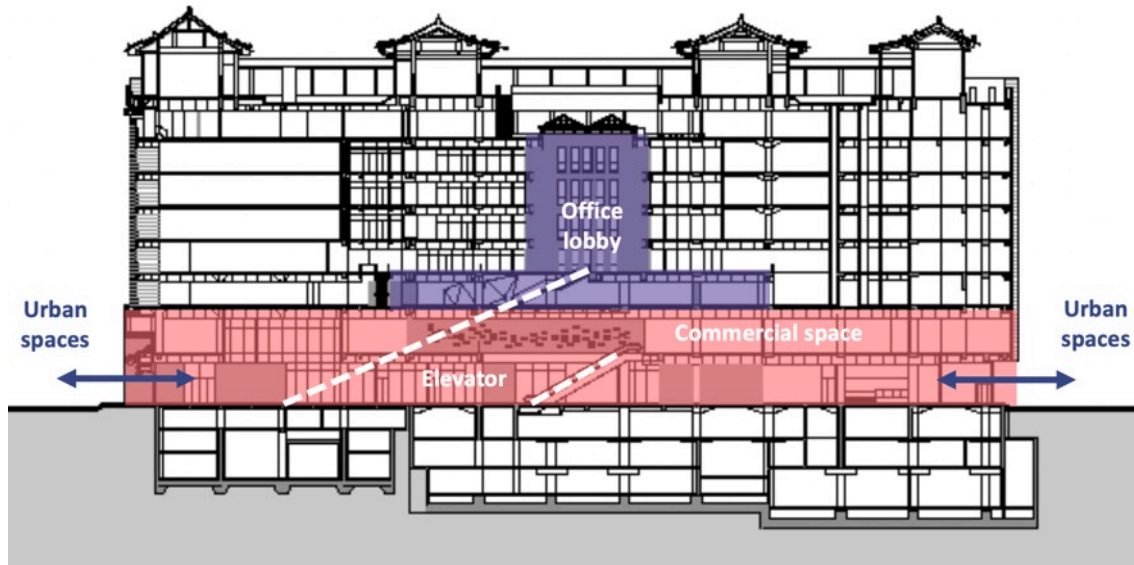 Office
lobby
Urban
spaces
Urban
spaces
Commercial space
Elevator